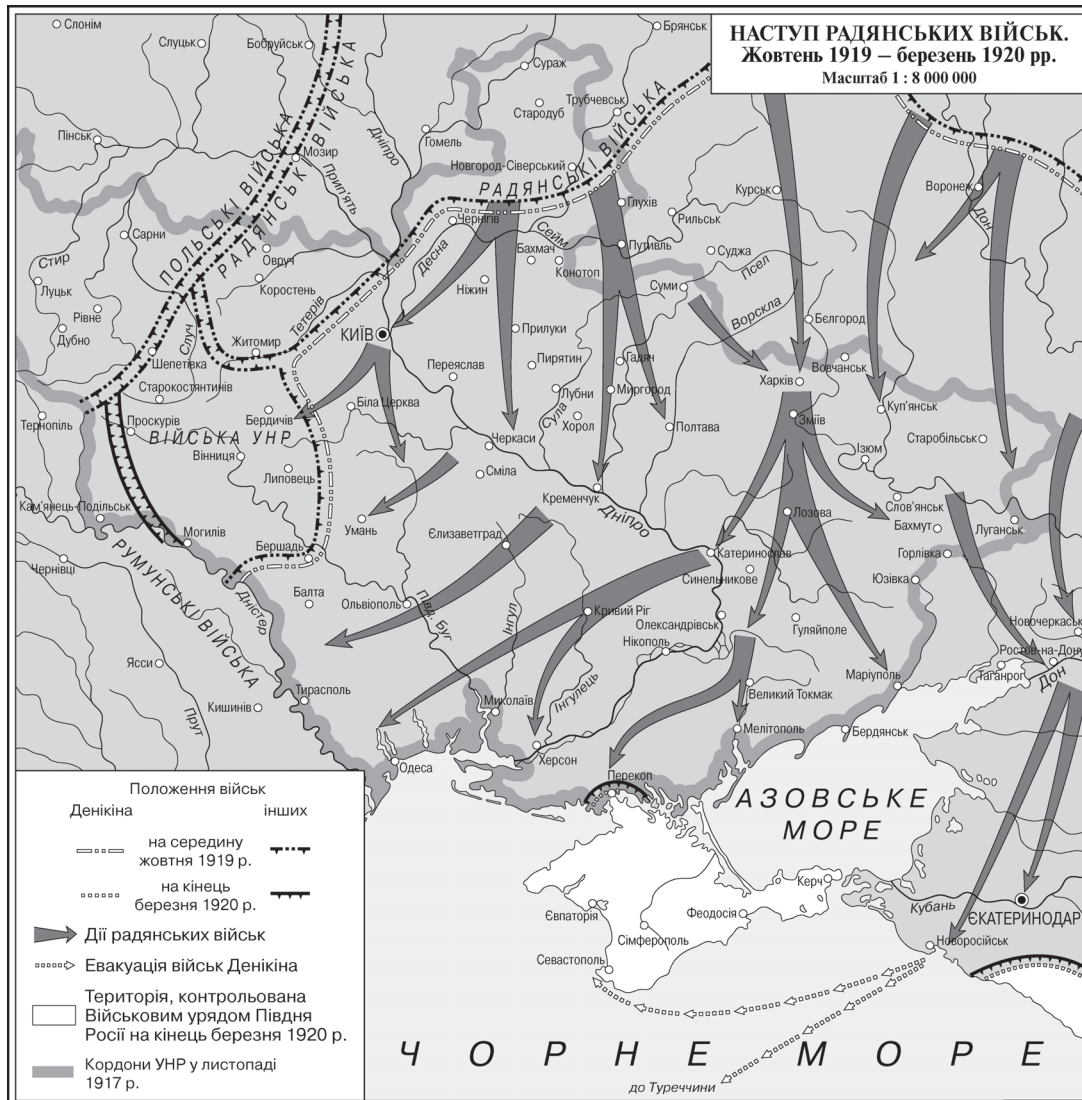 НАСТУП РАДЯНСЬКИХ ВІЙСЬК.
Жовтень 1919 – березень 1920 рр.
Масштаб 1 : 8 000 000
Слонім
Слуцьк
Бобруйськ
Брянськ
Сураж
Стародуб
Трубчевськ
Пінськ
Мозир
Дніпро
Гомель
Новгород-Сіверський
Прип'ять
ПОЛЬСЬКІ ВІЙСЬКА
РАДЯНСЬКІ ВІЙСЬКА
РАДЯНСЬКІ ВІЙСЬКА
Курськ
Воронеж
Дон
Чернігів
Глухів
Рильськ
Сарни
Овруч
Десна
Сейм
Бахмач
Конотоп
Путивль
Суджа
Псел
Стир
Луцьк
Коростень
Ніжин
Суми
Рівне
Дубно
Случ
Тетерів
Ворскла
КИЇВ
Прилуки
Бєлгород
Житомир
Шепетівка
Старокостянтинів
Переяслав
Пирятин
Гадяч
Вовчанськ
Харків
Лубни
Миргород
Сула
Хорол
Тернопіль
Проскурів
Бердичів
Біла Церква
Зміїв
Куп'янськ
ВІЙСЬКА УНР
Вінниця
Черкаси
Полтава
Старобільськ
Липовець
Сміла
Ізюм
Кам'янець-Подільськ
Кременчук
Слов'янськ
Умань
Дніпро
Лозова
Бахмут
Луганськ
Могилів
Єлизаветград
Чернівці
Бершадь
Катеринослав
Горлівка
Синельникове
Юзівка
РУМУНСЬКІ ВІЙСЬКА
Дністер
Балта
Ольвіополь
Півд. Буг
Інгул
Кривий Ріг
Олександрівськ
Гуляйполе
Новочеркаськ
Нікополь
Ростов-на-Дону
Ясси
Таганрог
Дон
Маріуполь
Кишинів
Тирасполь
Миколаїв
Інгулець
Великий Токмак
Прут
Мелітополь
Бердянськ
Одеса
Херсон
Перекоп
АЗОВСЬКЕ
МОРЕ
Керч
Кубань
ЄКАТЕРИНОДАР
Євпаторія
Феодосія
Сімферополь
Новоросійськ
Севастополь
ЧОРНЕ МОРЕ
до Туреччини
Положення військ
Денікіна
інших
на середину
жовтня 1919 р.
на кінець
березня 1920 р.
Дії радянських військ
Евакуація військ Денікіна
Територія, контрольована
Військовим урядом Півдня
Росії на кінець березня 1920 р.
Кордони УНР у листопаді
1917 р.